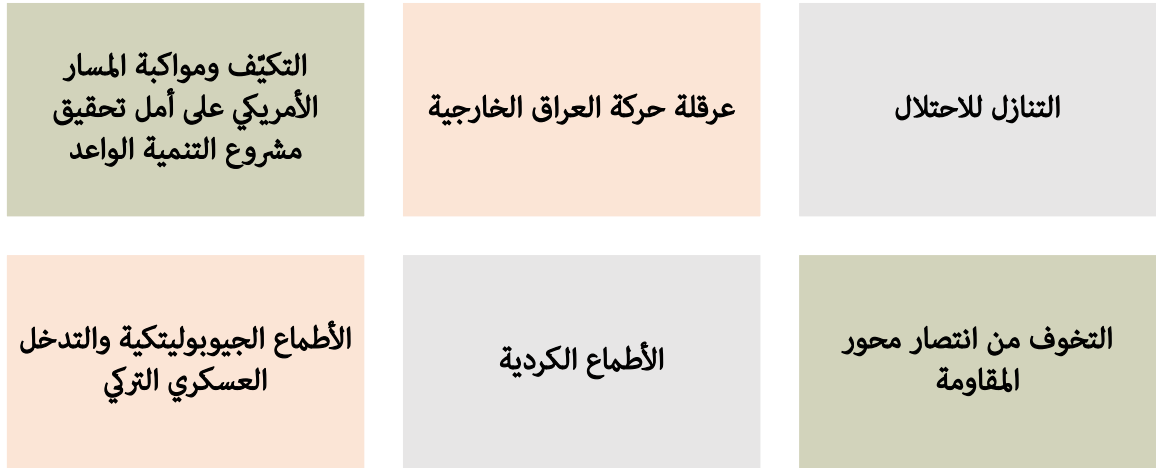 التنازل للاحتلال
عرقلة حركة العراق الخارجية
التكيّف ومواكبة المسار
الأمريكي على أمل تحقيق
مشروع التنمية الواعد
التخوف من انتصار محور
المقاومة
الأطماع الكردية
الأطماع الجيوبوليتكية والتدخل
العسكري التركي